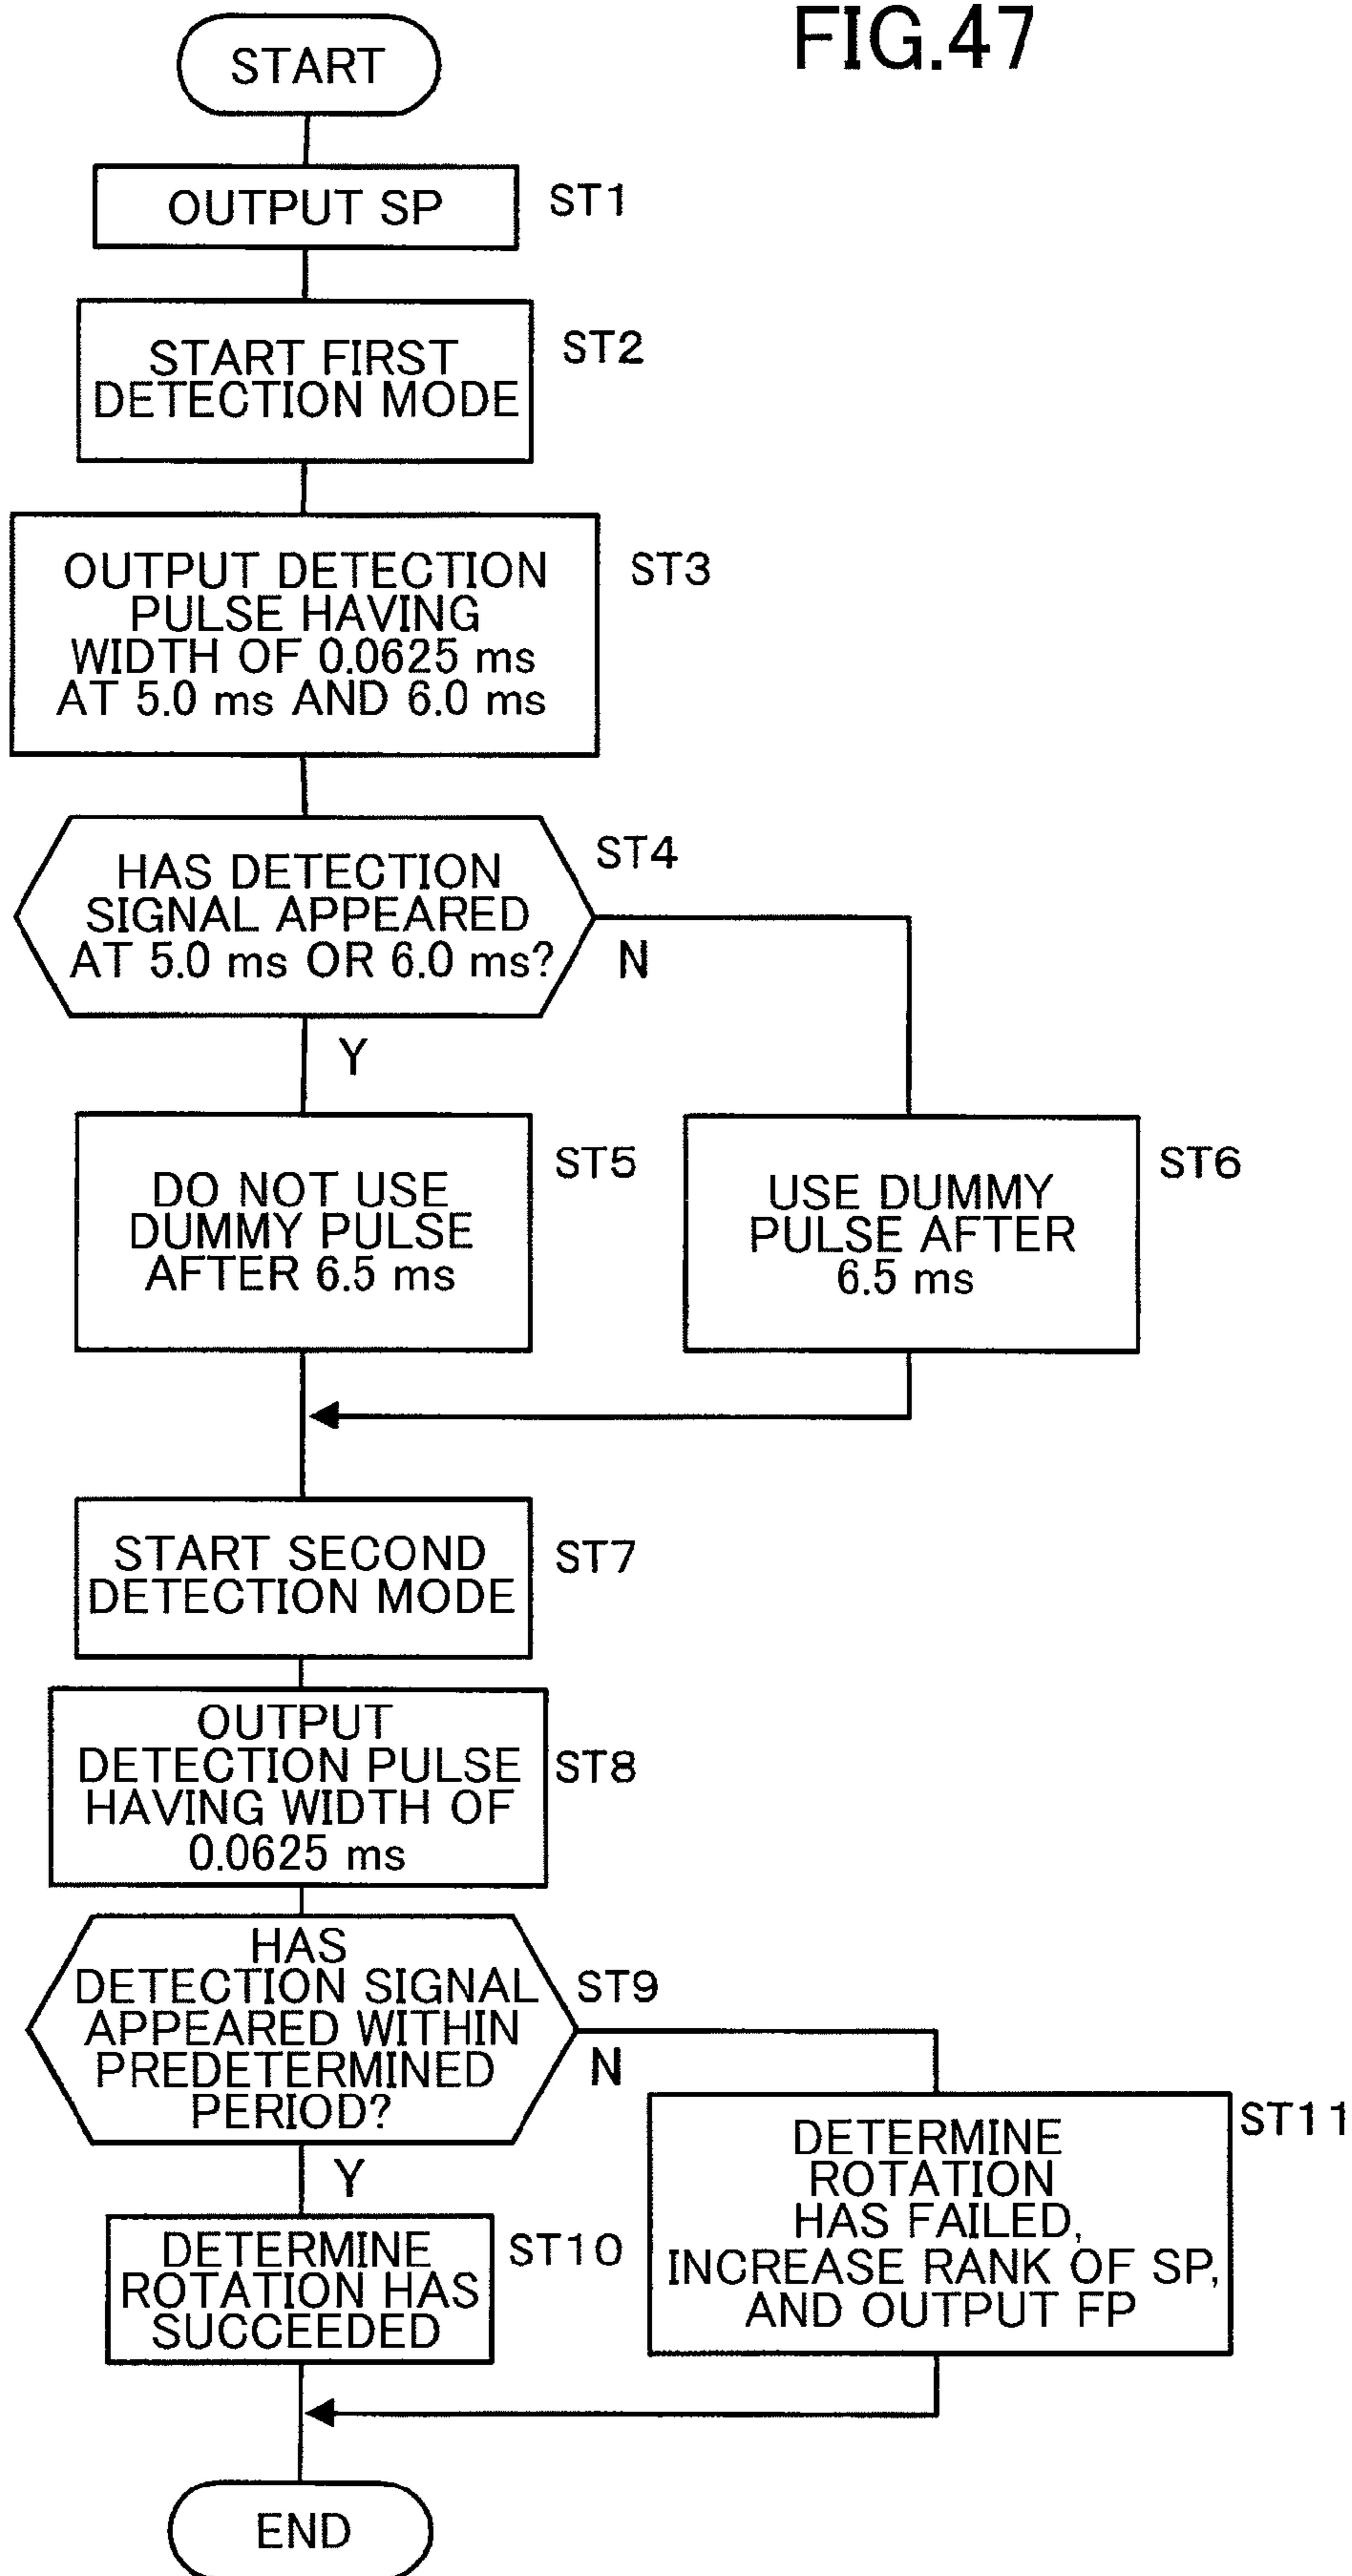 FIG.47
START
OUTPUT SP
ST1
START FIRST
DETECTION MODE
ST2
OUTPUT DETECTION
PULSE HAVING
WIDTH OF 0.0625 ms
AT 5.0 ms AND 6.0 ms
ST3
HAS DETECTION
SIGNAL APPEARED
AT 5.0 ms OR 6.0 ms?
ST4
N
Y
DO NOT USE
DUMMY PULSE
AFTER 6.5 ms
ST5
USE DUMMY
PULSE AFTER
6.5 ms
ST6
START SECOND
DETECTION MODE
ST7
OUTPUT
DETECTION PULSE
HAVING WIDTH OF
0.0625 ms
ST8
HAS
DETECTION SIGNAL
APPEARED WITHIN
PREDETERMINED
PERIOD?
ST9
N
Y
DETERMINE
ROTATION HAS
SUCCEEDED
ST10
DETERMINE
ROTATION
HAS FAILED,
INCREASE RANK OF SP,
AND OUTPUT FP
ST11
END